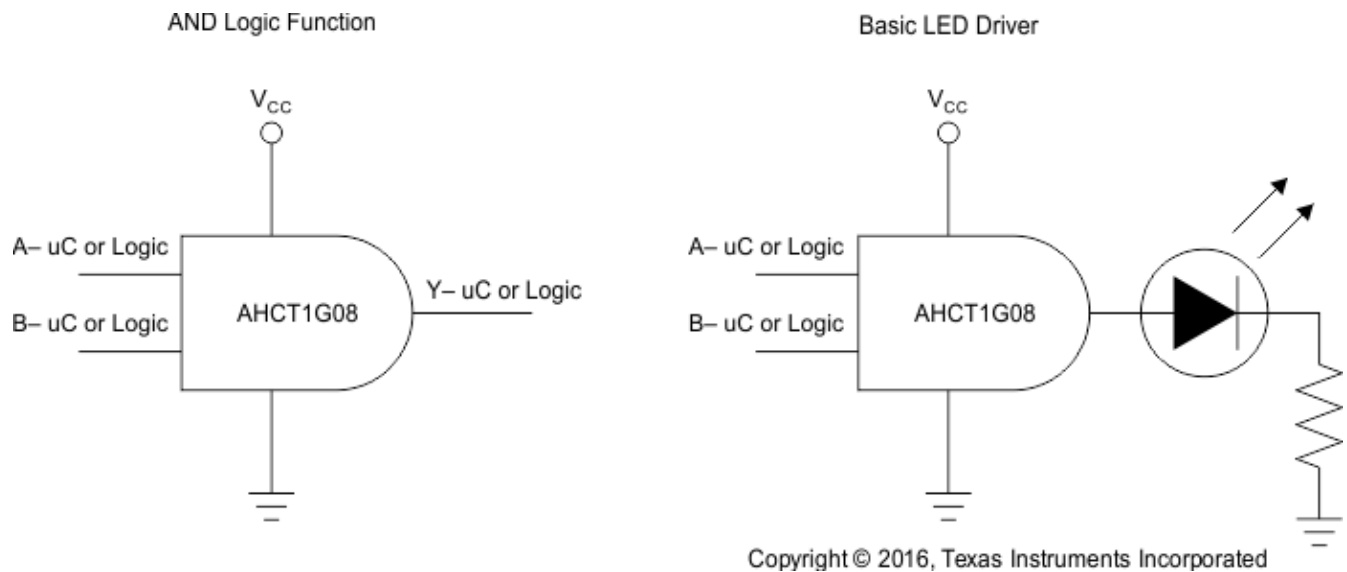 AND Logic Function
Basic LED Driver
VCC
A– uC or Logic
B– uC or Logic
AHCT1G08
Y– uC or Logic
VCC
A– uC or Logic
B– uC or Logic
AHCT1G08
Copyright © 2016, Texas Instruments Incorporated